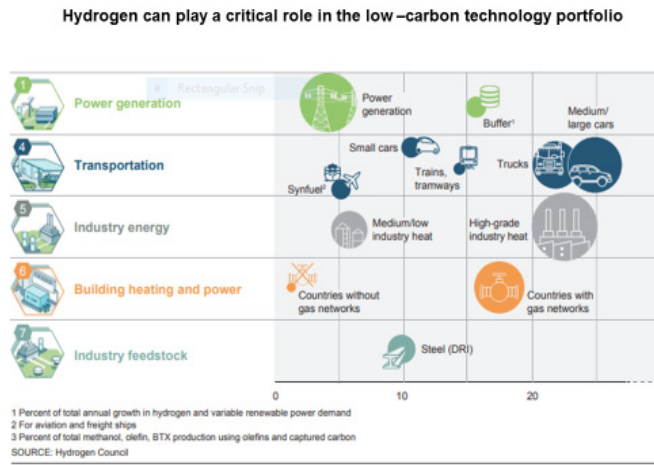 Hydrogen can play a critical role in the low –carbon technology portfolio
Rectangular Snip
1
Power generation
Power
generation
Buffer¹
Medium/
large cars
4
Transportation
Small cars
Synfuel²
Trains,
tramways
Trucks
5
Industry energy
Medium/low
industry heat
High-grade
industry heat
6
Building heating and power
Countries without
gas networks
Countries with
gas networks
7
Industry feedstock
Steel (DRI)
0
10
20
1 Percent of total annual growth in hydrogen and variable renewable power demand
2 For aviation and freight ships
3 Percent of total methanol, olefin, BTX production using olefins and captured carbon
SOURCE: Hydrogen Council